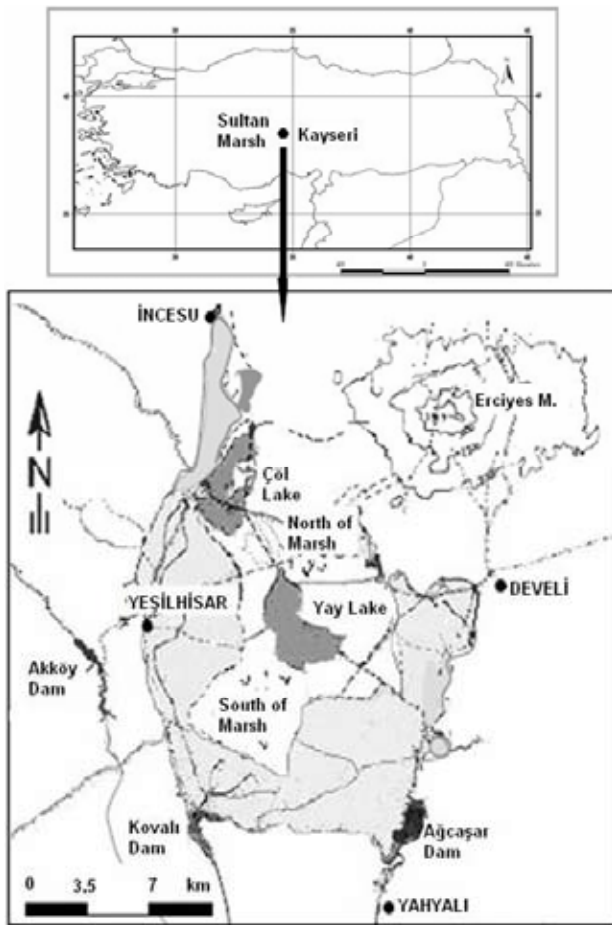 Sultan
Marsh
Kayseri
İNCESU
Erciyes M.
N
Çöl
Lake
North of
Marsh
DEVELİ
YEŞİLHİSAR
Yay Lake
Akköy
Dam
South of
Marsh
Kovalı
Dam
Ağcaşar
Dam
0 3.5 7 km
YAHYALI